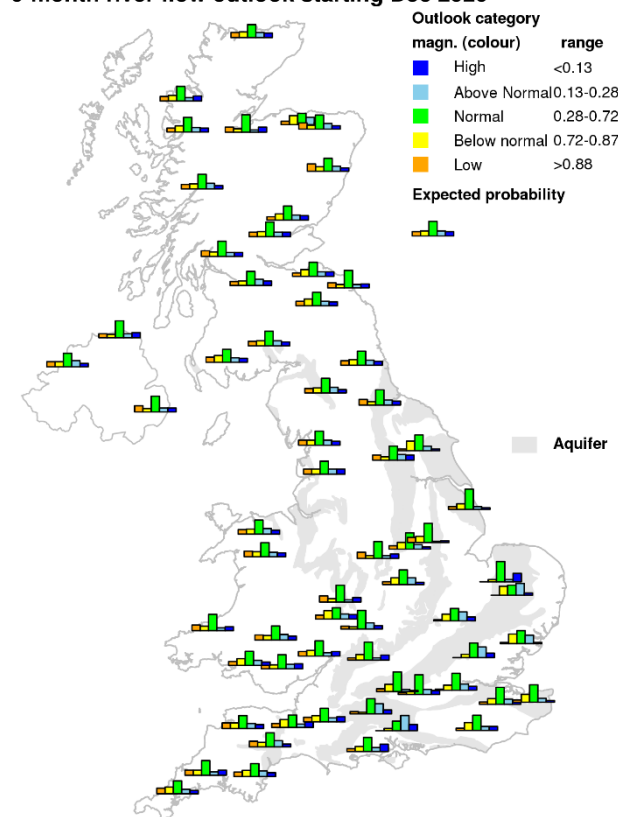 Outlook category
magn. (colour) range
High <0.13
Above Normal 0.13-0.28
Normal 0.28-0.72
Below normal 0.72-0.87
Low >0.88
Expected probability
Aquifer